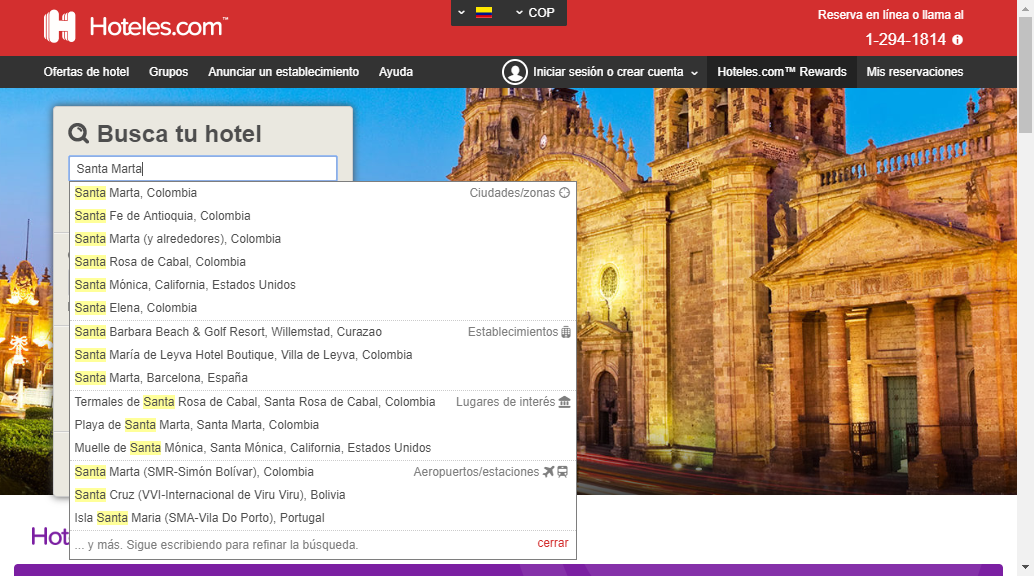 Hoteles.com™
COP
Reserva en línea o llama al
1-294-1814
Ofertas de hotel Grupos Anunciar un establecimiento Ayuda Iniciar sesión o crear cuenta Hoteles.com™ Rewards Mis reservaciones
Busca tu hotel
Santa Marta
Santa Marta, Colombia Ciudades/zonas
Santa Fe de Antioquia, Colombia
Santa Marta (y alrededores), Colombia
Santa Rosa de Cabal, Colombia
Santa Mónica, California, Estados Unidos
Santa Elena, Colombia
Santa Barbara Beach & Golf Resort, Willemstad, Curazao Establecimientos
Santa María de Leyva Hotel Boutique, Villa de Leyva, Colombia
Santa Marta, Barcelona, España
Termales de Santa Rosa de Cabal, Santa Rosa de Cabal, Colombia Lugares de interés
Playa de Santa Marta, Santa Marta, Colombia
Muelle de Santa Mónica, Santa Mónica, California, Estados Unidos
Santa Marta (SMR-Simón Bolívar), Colombia Aeropuertos/estaciones
Santa Cruz (VVI-Internacional de Viru Viru), Bolivia
Isla Santa Maria (SMA-Vila Do Porto), Portugal
... y más. Sigue escribiendo para refinar la búsqueda. cerrar